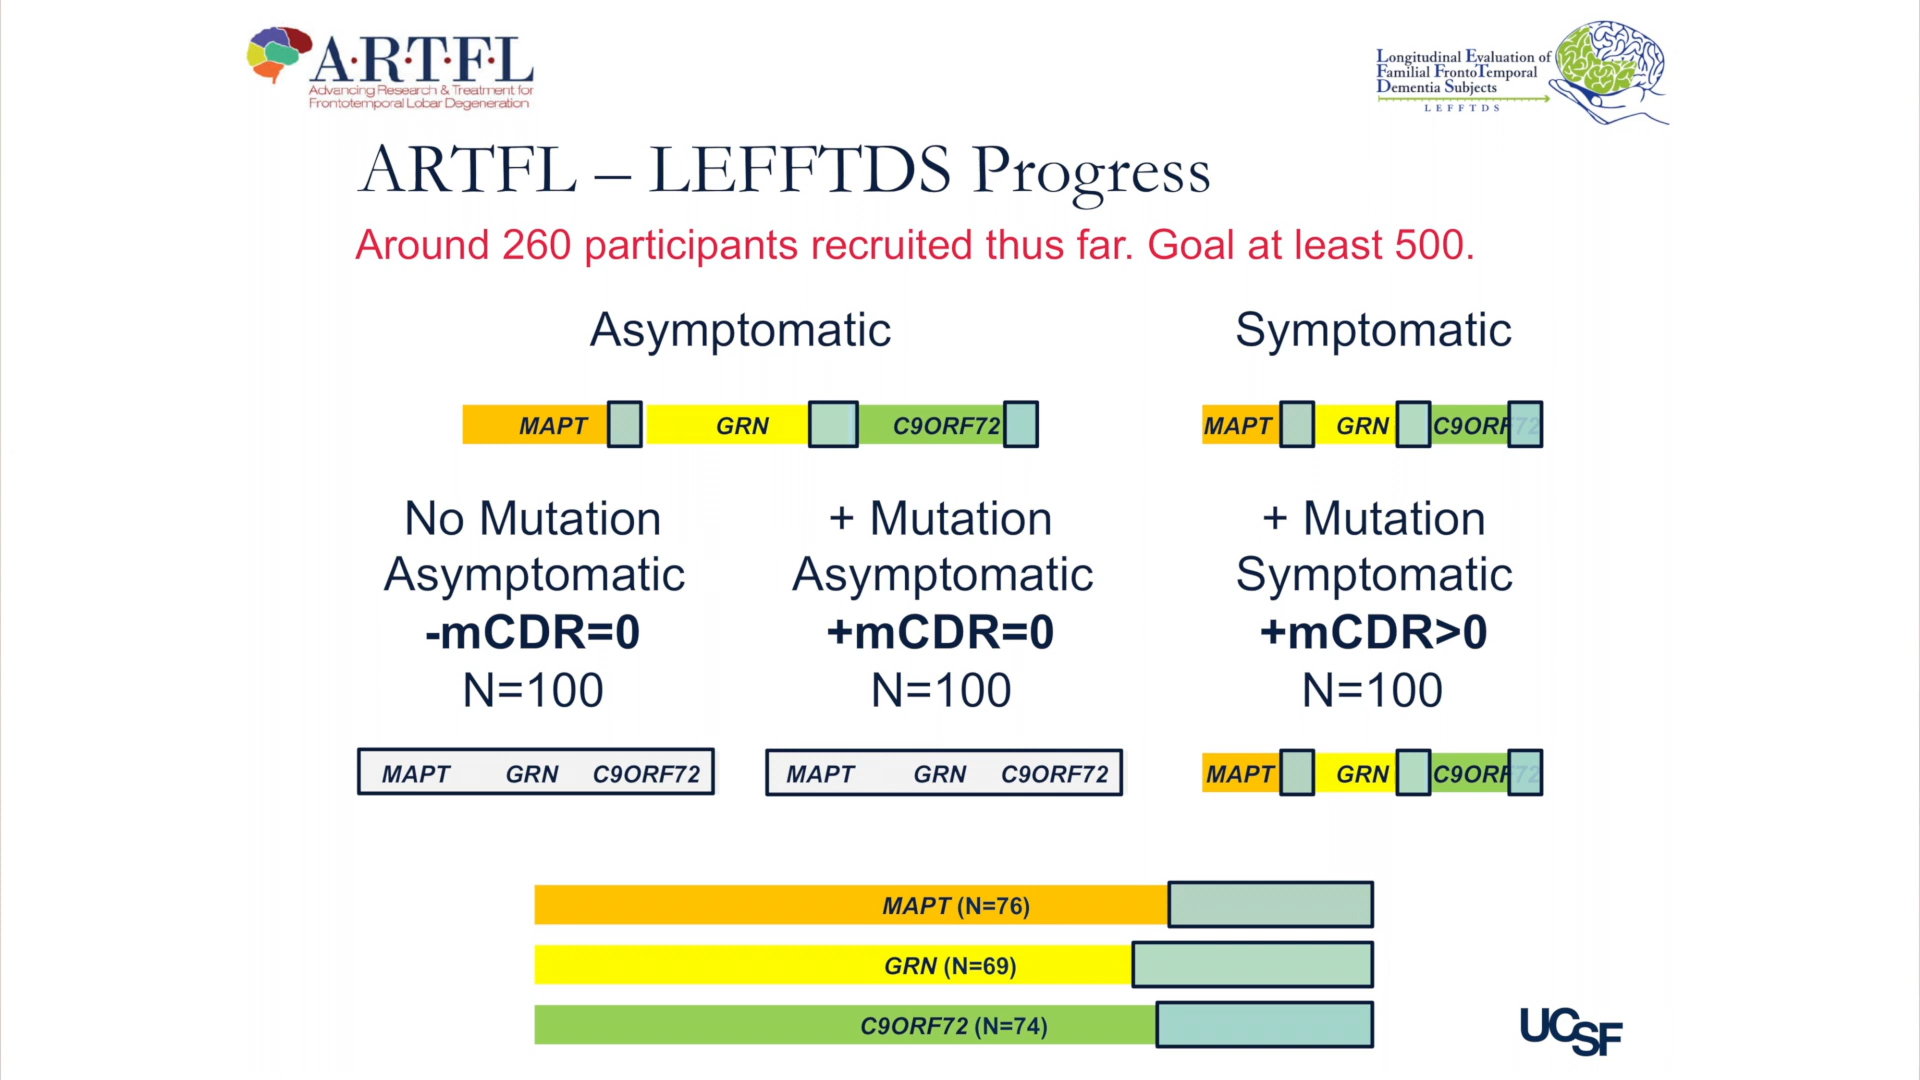 A·R·T·F·L
Advancing Research & Treatment for
Frontotemporal Lobar Degeneration
Longitudinal Evaluation of
Familial FrontoTemporal
Dementia Subjects
LEFFTDS
ARTFL – LEFFTDS Progress
Around 260 participants recruited thus far. Goal at least 500.
Asymptomatic
Symptomatic
MAPT GRN C9ORF72
MAPT GRN C9ORF72
No Mutation
Asymptomatic
-mCDR=0
N=100
+ Mutation
Asymptomatic
+mCDR=0
N=100
+ Mutation
Symptomatic
+mCDR>0
N=100
MAPT GRN C9ORF72
MAPT GRN C9ORF72
MAPT GRN C9ORF72
MAPT (N=76)
GRN (N=69)
C9ORF72 (N=74)
UCSF